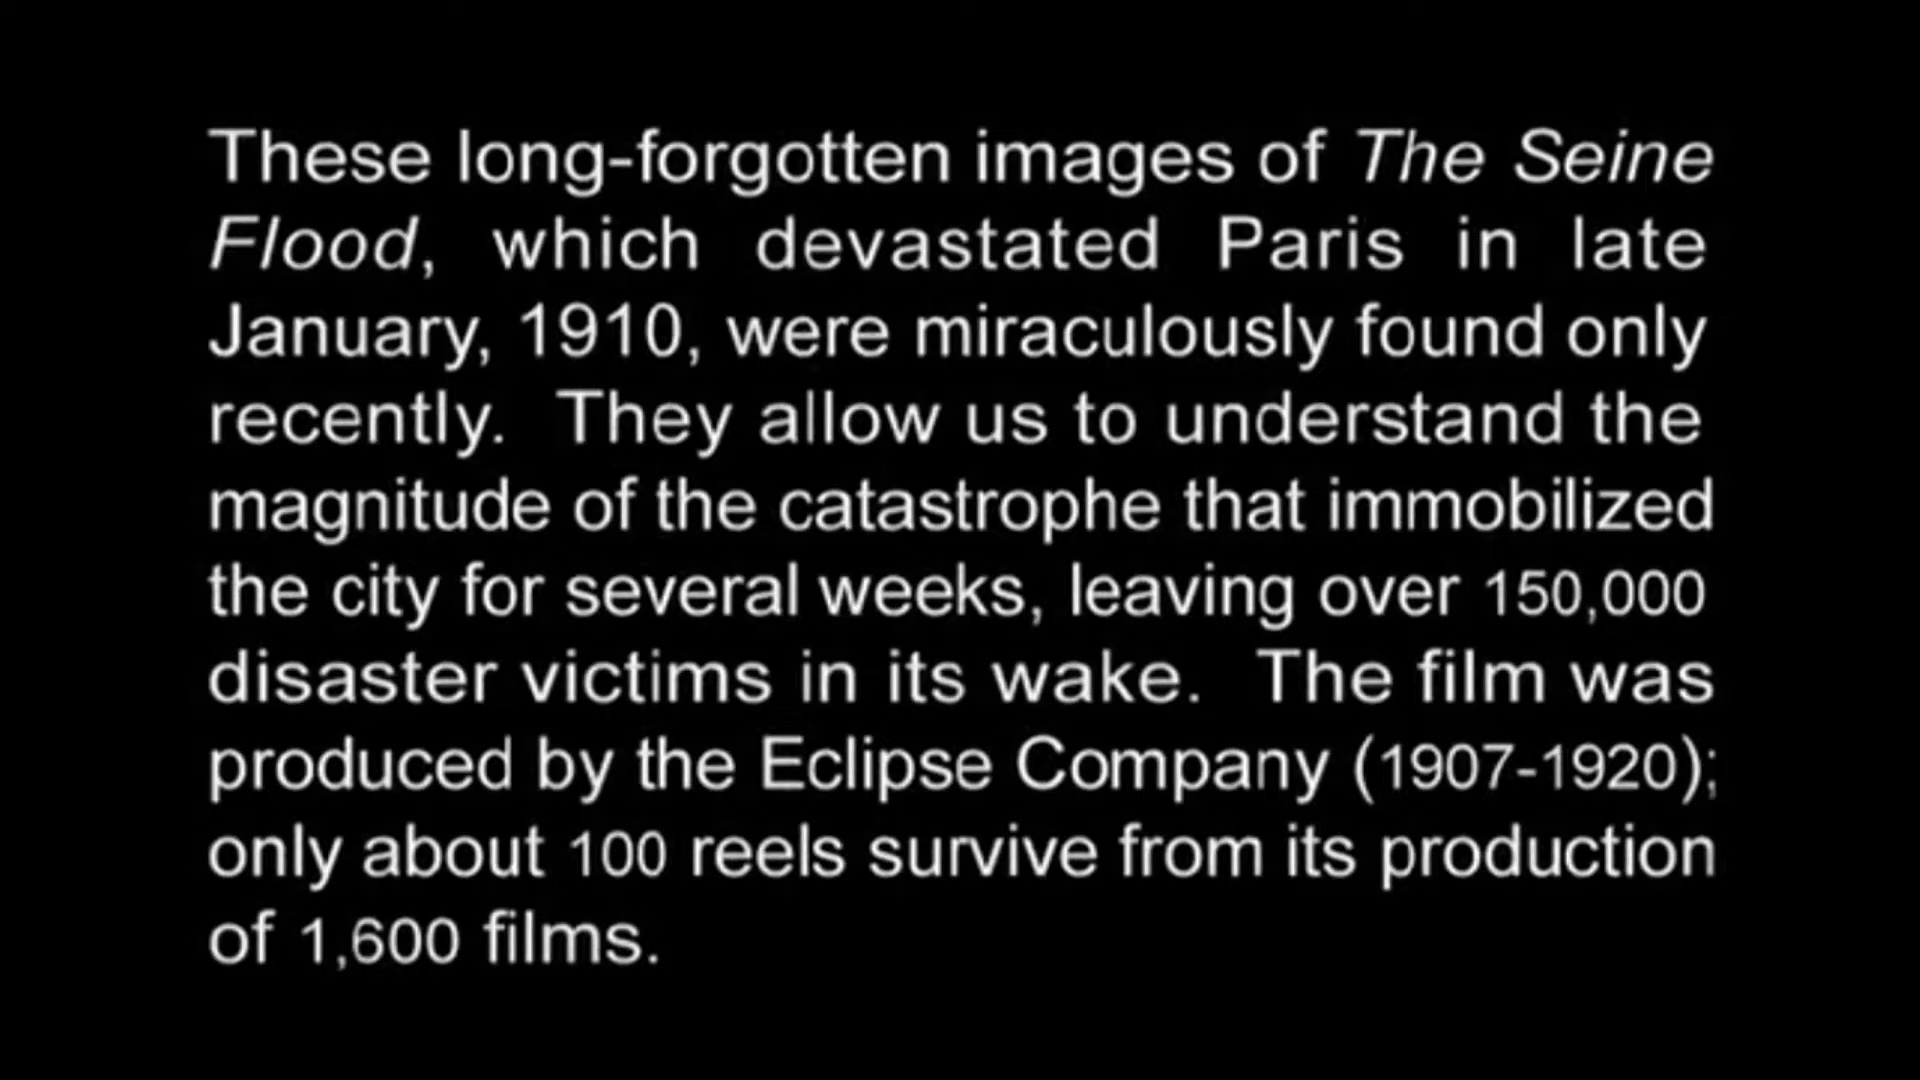 These long-forgotten images of The Seine
Flood, which devastated Paris in late
January, 1910, were miraculously found only
recently. They allow us to understand the
magnitude of the catastrophe that immobilized
the city for several weeks, leaving over 150,000
disaster victims in its wake. The film was
produced by the Eclipse Company (1907-1920);
only about 100 reels survive from its production
of 1,600 films.